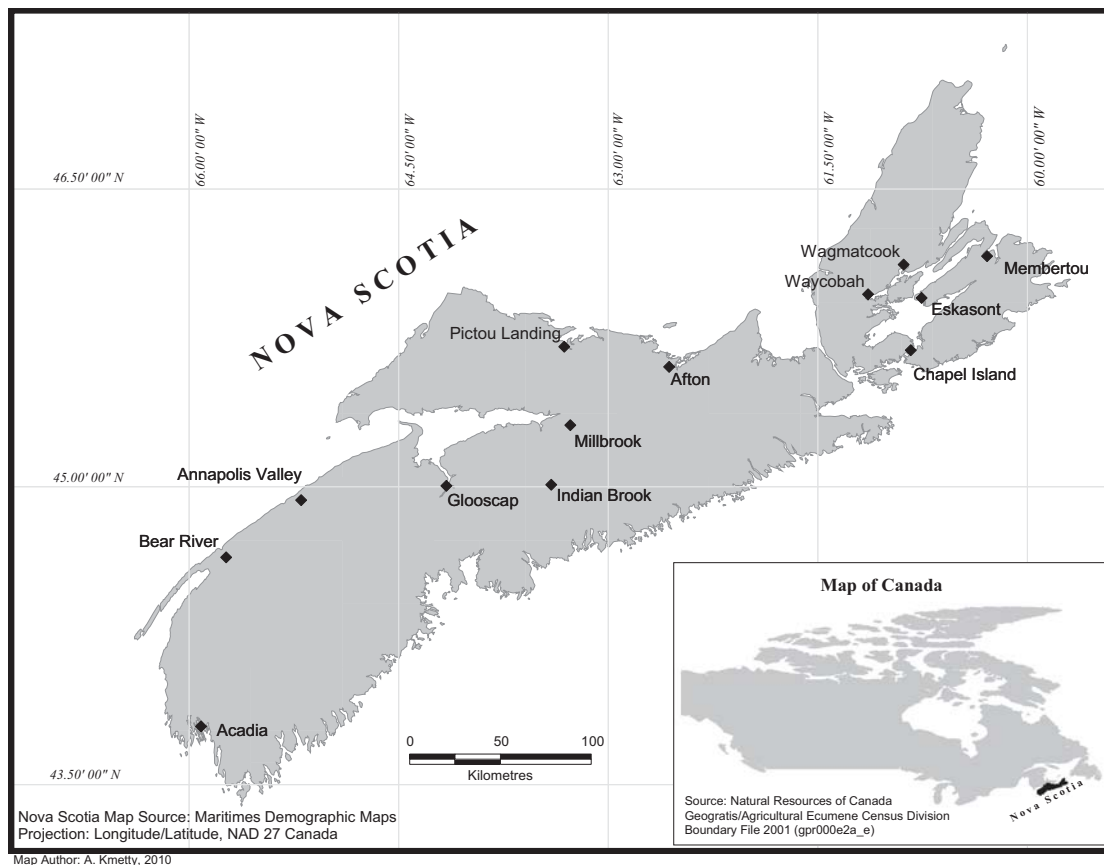 66.00' 00" W
64.50' 00" W
63.00' 00" W
61.50' 00" W
60.00' 00" W
46.50' 00" N
NOVA SCOTIA
Wagmatcook
Membertou
Waycobah
Eskasont
Pictou Landing
Chapel Island
Afton
Millbrook
Annapolis Valley
45.00' 00" N
Glooscap
Indian Brook
Bear River
Acadia
0 50 100
Kilometres
43.50' 00" N
Map of Canada
Nova Scotia
Source: Natural Resources of Canada
Geogratis/Agricultural Ecumene Census Division
Boundary File 2001 (gpr000e2a_e)
Nova Scotia Map Source: Maritimes Demographic Maps
Projection: Longitude/Latitude, NAD 27 Canada
Map Author: A. Kmetty, 2010